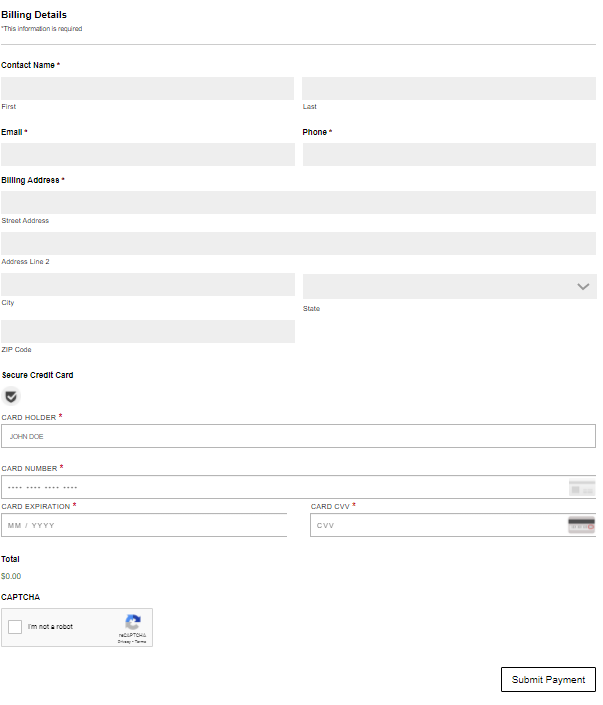 Billing Details
*This information is required
Contact Name *
First
Last
Email *
Phone *
Billing Address *
Street Address
Address Line 2
City
State
ZIP Code
Secure Credit Card
CARD HOLDER *
JOHN DOE
CARD NUMBER *
•••• •••• •••• ••••
CARD EXPIRATION *
CARD CVV *
MM / YYYY
CVV
Total
$0.00
CAPTCHA
I'm not a robot
reCAPTCHA
Privacy - Terms
Submit Payment